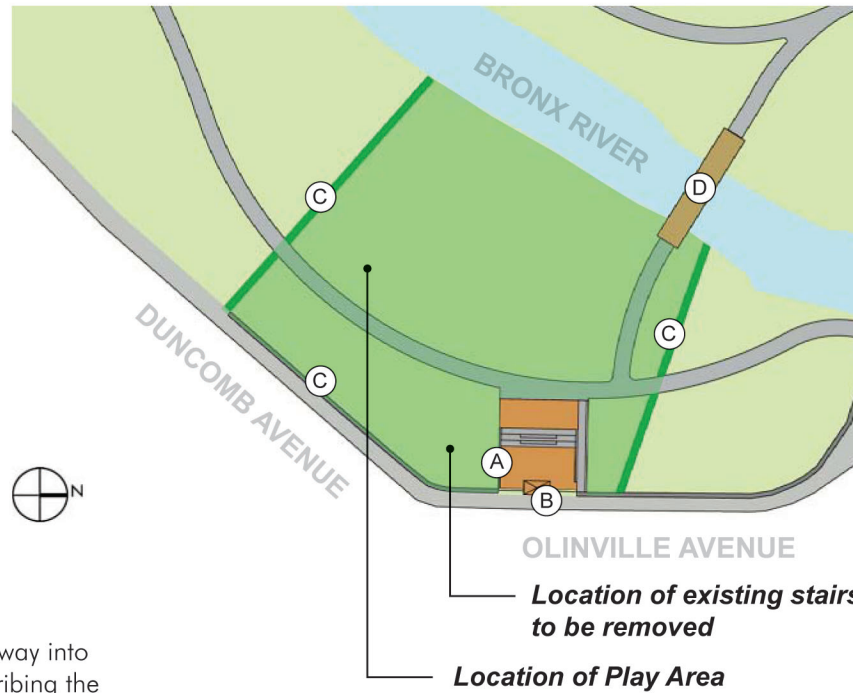 BRONX RIVER
D
C
C
C
DUNCOMB AVENUE
A
N
B
OLINVILLE AVENUE
Location of existing stairs
to be removed
way into
Location of Play Area